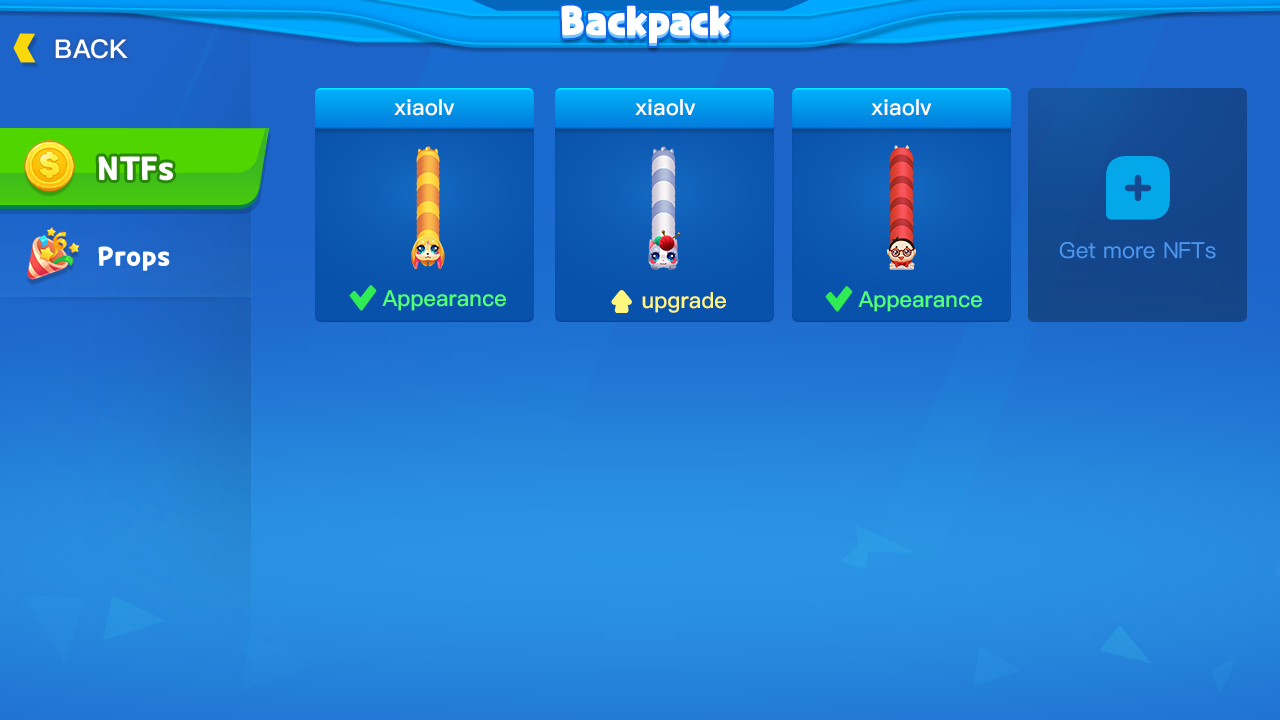 Backpack
BACK
NTFs
Props
xiaolv
Appearance
xiaolv
upgrade
xiaolv
Appearance
Get more NFTs